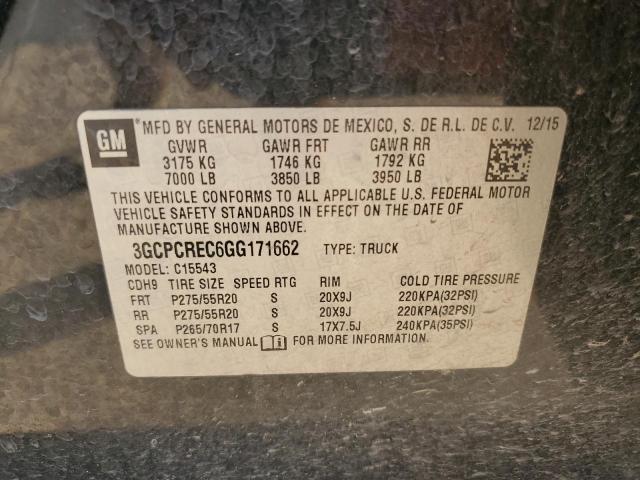 GM ® MFD BY GENERAL MOTORS DE MEXICO, S. DE R.L. DE C.V. 12/15
GVWR GAWR FRT GAWR RR
3175 KG 1746 KG 1792 KG
7000 LB 3850 LB 3950 LB
THIS VEHICLE CONFORMS TO ALL APPLICABLE U.S. FEDERAL MOTOR
VEHICLE SAFETY STANDARDS IN EFFECT ON THE DATE OF
MANUFACTURE SHOWN ABOVE.
3GCPCREC6GG171662 TYPE: TRUCK
MODEL: C15543
CDH9 TIRE SIZE SPEED RTG RIM COLD TIRE PRESSURE
FRT P275/55R20 S 20X9J 220KPA(32PSI)
RR P275/55R20 S 20X9J 220KPA(32PSI)
SPA P265/70R17 S 17X7.5J 240KPA(35PSI)
SEE OWNER'S MANUAL FOR MORE INFORMATION.